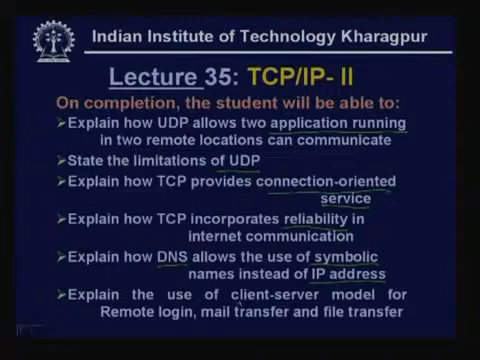 Indian Institute of Technology Kharagpur
Lecture 35: TCP/IP- II
On completion, the student will be able to:
➢Explain how UDP allows two application running
in two remote locations can communicate
➢State the limitations of UDP
➢Explain how TCP provides connection-oriented
service
➢Explain how TCP incorporates reliability in
internet communication
➢Explain how DNS allows the use of symbolic
names instead of IP address
➢Explain the use of client-server model for
Remote login, mail transfer and file transfer